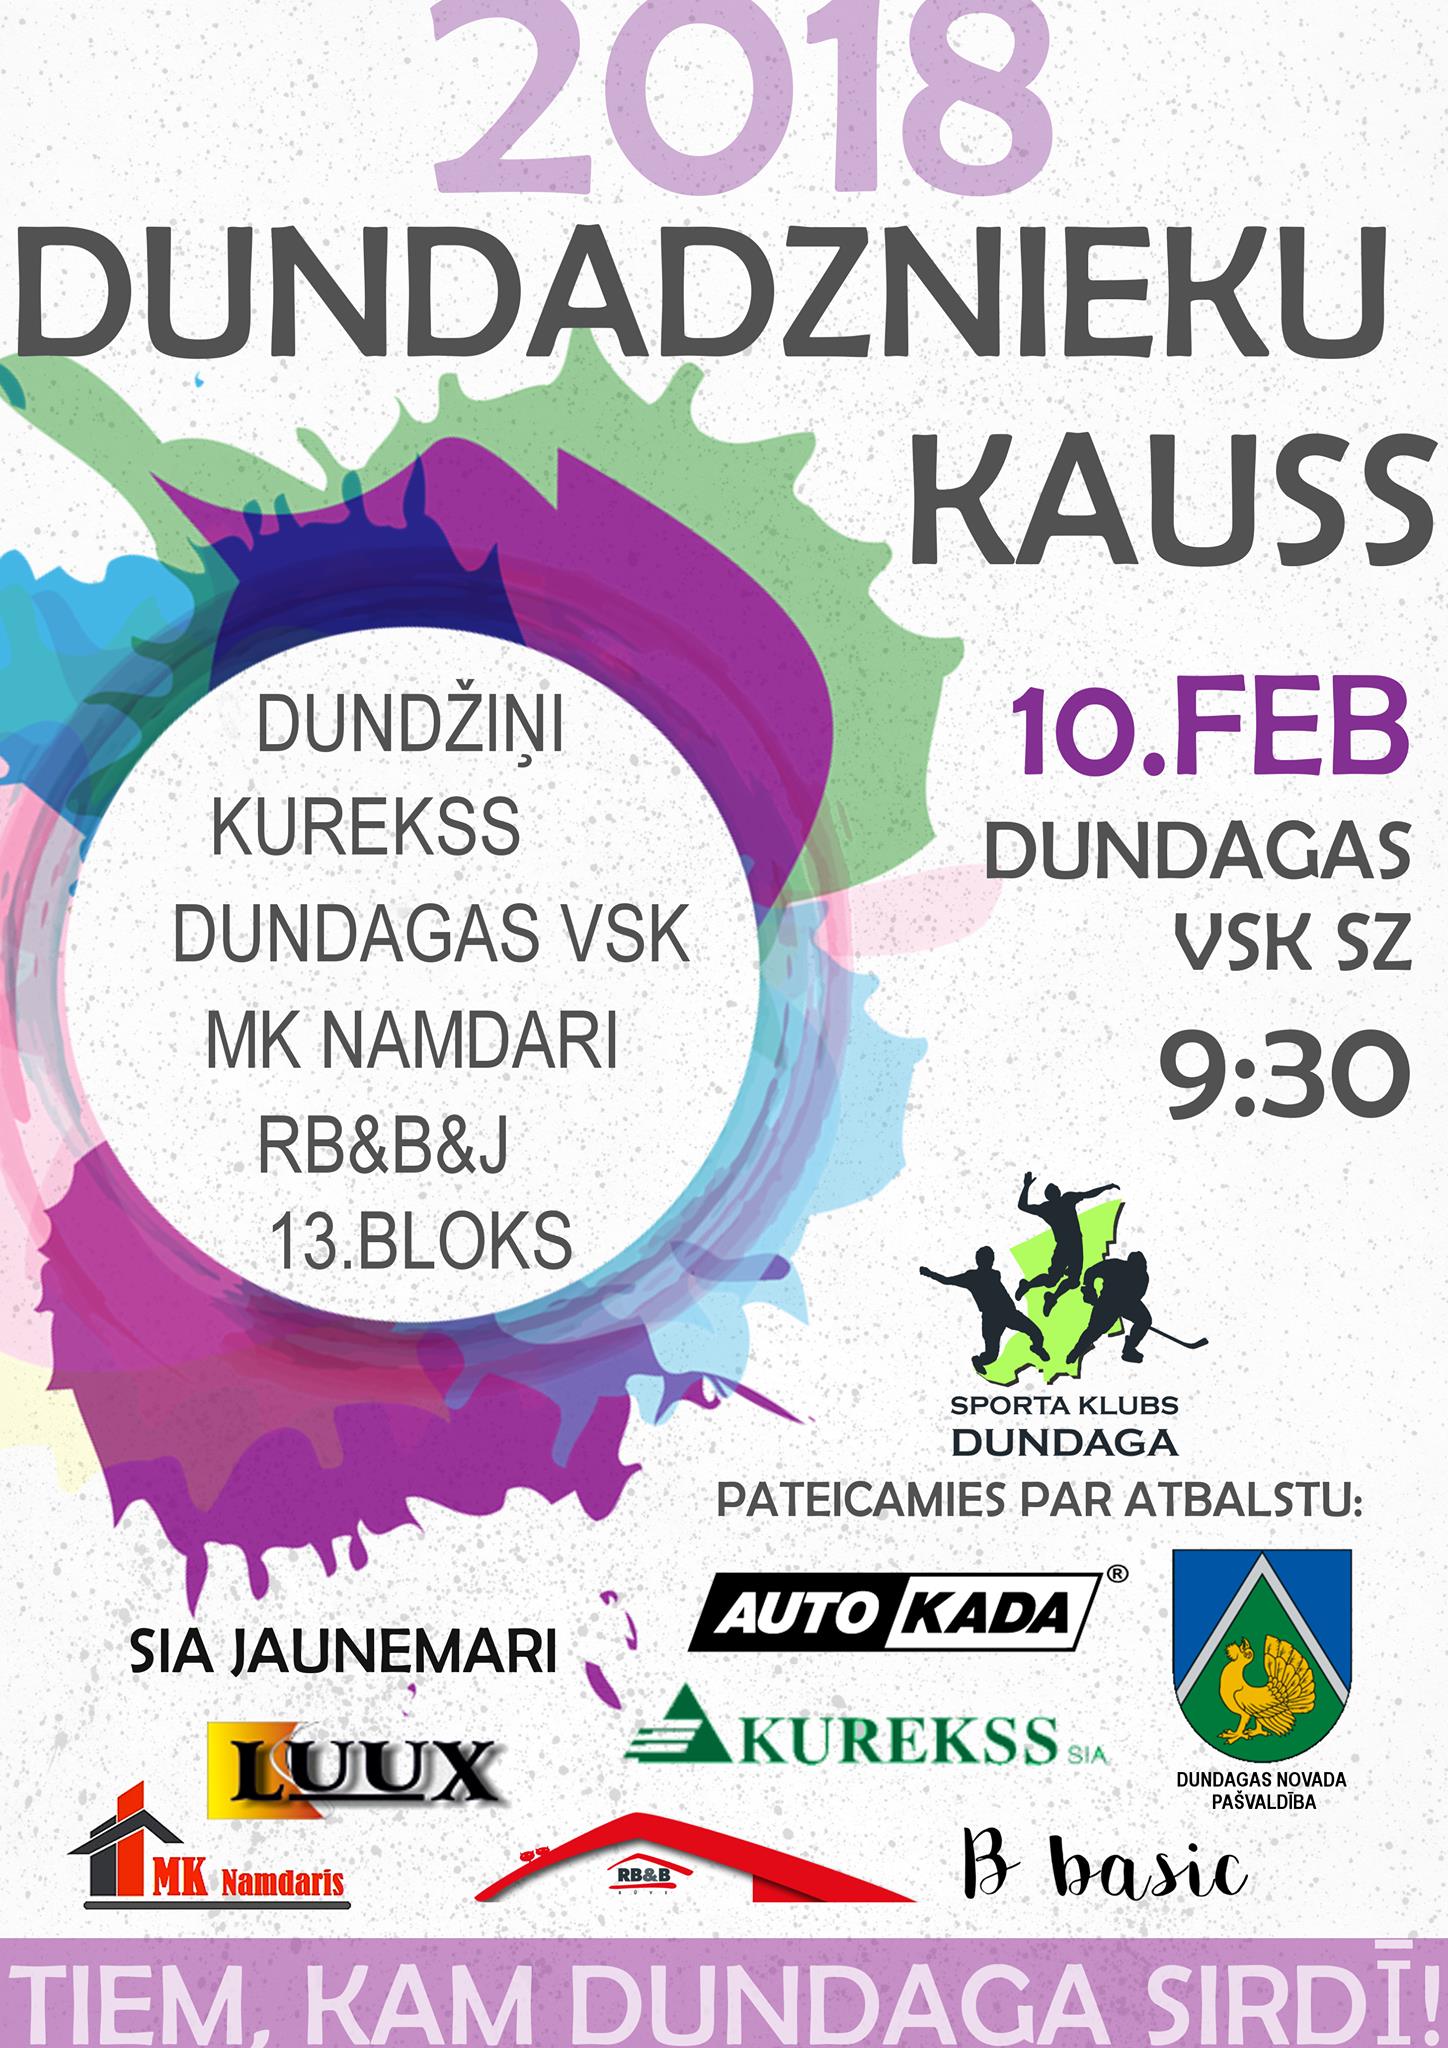 2018
DUNDADZNIEKU
KAUSS
10.FEB
DUNDAGAS
VSK SZ
9:30
DUNDŽIŅI
KUREKSS
DUNDAGAS VSK
MK NAMDARI
RB&B&J
13.BLOKS
SPORTA KLUBS
DUNDAGA
PATEICAMIES PAR ATBALSTU:
SIA JAUNEMARI
AUTO KADA®
LUUX
KUREKSS SIA
DUNDAGAS NOVADA
PAŠVALDĪBA
MK Namdaris
RB&B
BŪVE
B basic
TIEM, KAM DUNDAGA SIRDĪ!